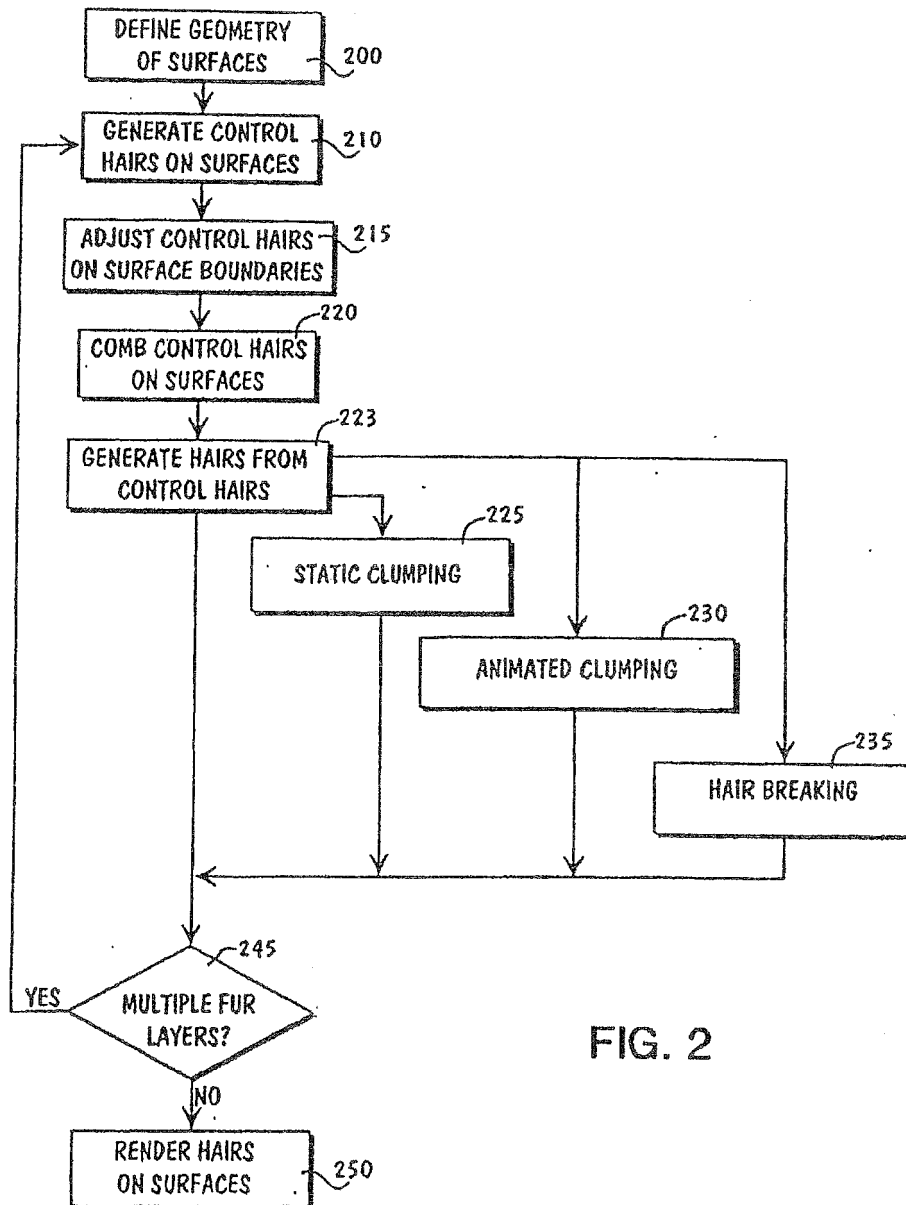 DEFINE GEOMETRY
OF SURFACES
200
GENERATE CONTROL
HAIRS ON SURFACES
210
ADJUST CONTROL HAIRS
ON SURFACE BOUNDARIES
215
220
COMB CONTROL HAIRS
ON SURFACES
223
GENERATE HAIRS FROM
CONTROL HAIRS
225
STATIC CLUMPING
230
ANIMATED CLUMPING
235
HAIR BREAKING
245
YES
MULTIPLE FUR
LAYERS?
NO
FIG. 2
RENDER HAIRS
ON SURFACES
250